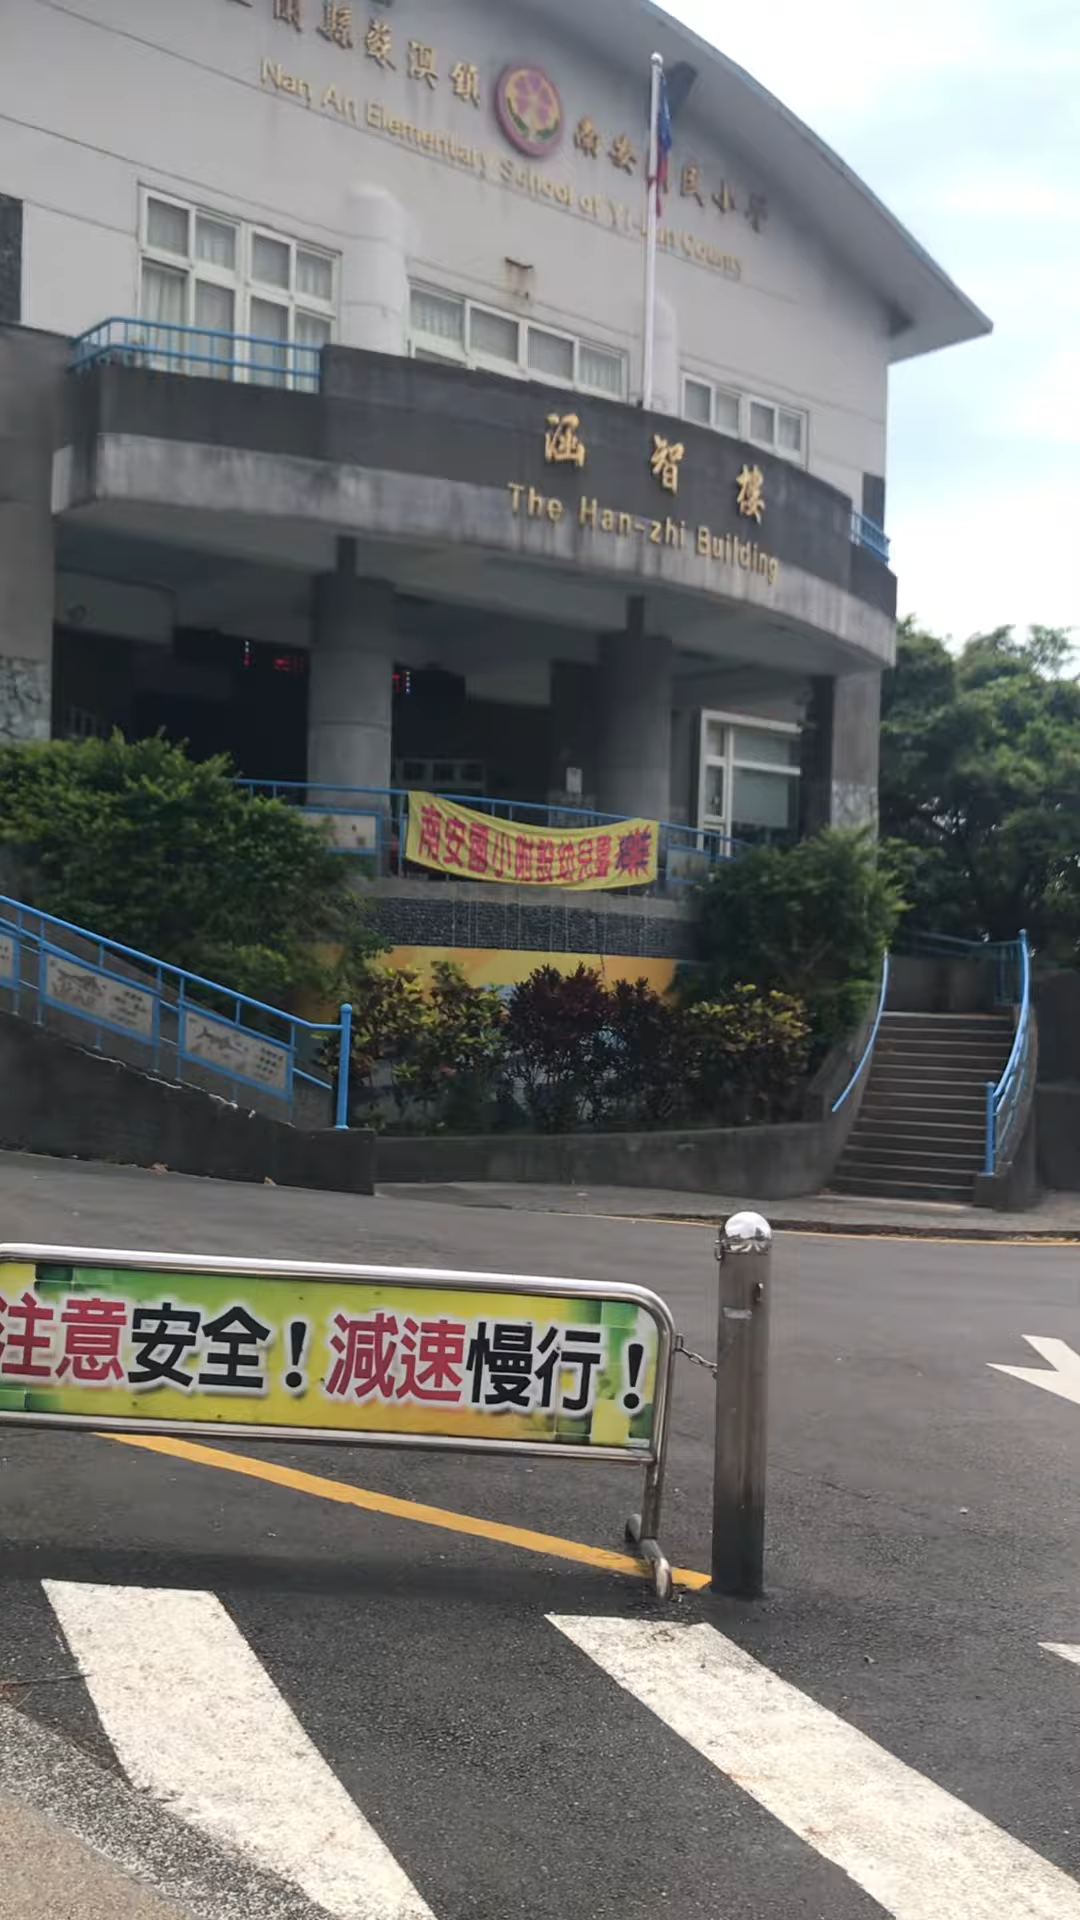 蘭縣蘇澳鎮 南安國民小學
Nan An Elementary School of Yi-Lan County
涵智樓
The Han-zhi Building
南安國小附設幼兒園
注意安全!減速慢行!